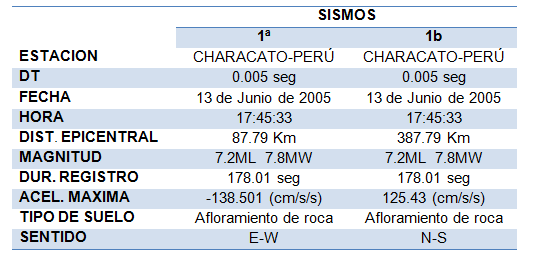 SISMOS
1ª 1b
ESTACION CHARACATO-PERÚ CHARACATO-PERÚ
DT 0.005 seg 0.005 seg
FECHA 13 de Junio de 2005 13 de Junio de 2005
HORA 17:45:33 17:45:33
DIST. EPICENTRAL 87.79 Km 387.79 Km
MAGNITUD 7.2ML 7.8MW 7.2ML 7.8MW
DUR. REGISTRO 178.01 seg 178.01 seg
ACEL. MAXIMA -138.501 (cm/s/s) 125.43 (cm/s/s)
TIPO DE SUELO Afloramiento de roca Afloramiento de roca
SENTIDO E-W N-S